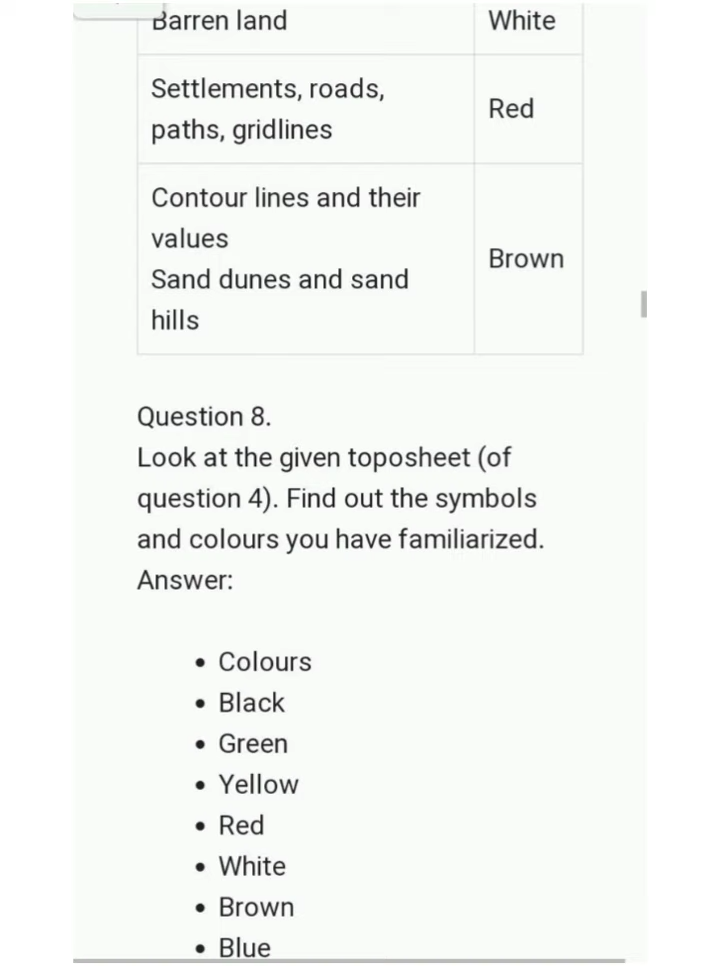 Barren land
White
Settlements, roads,
paths, gridlines
Red
Contour lines and their
values
Sand dunes and sand
hills
Brown
Question 8.
Look at the given toposheet (of
question 4). Find out the symbols
and colours you have familiarized.
Answer:
• Colours
• Black
• Green
• Yellow
• Red
• White
• Brown
• Blue